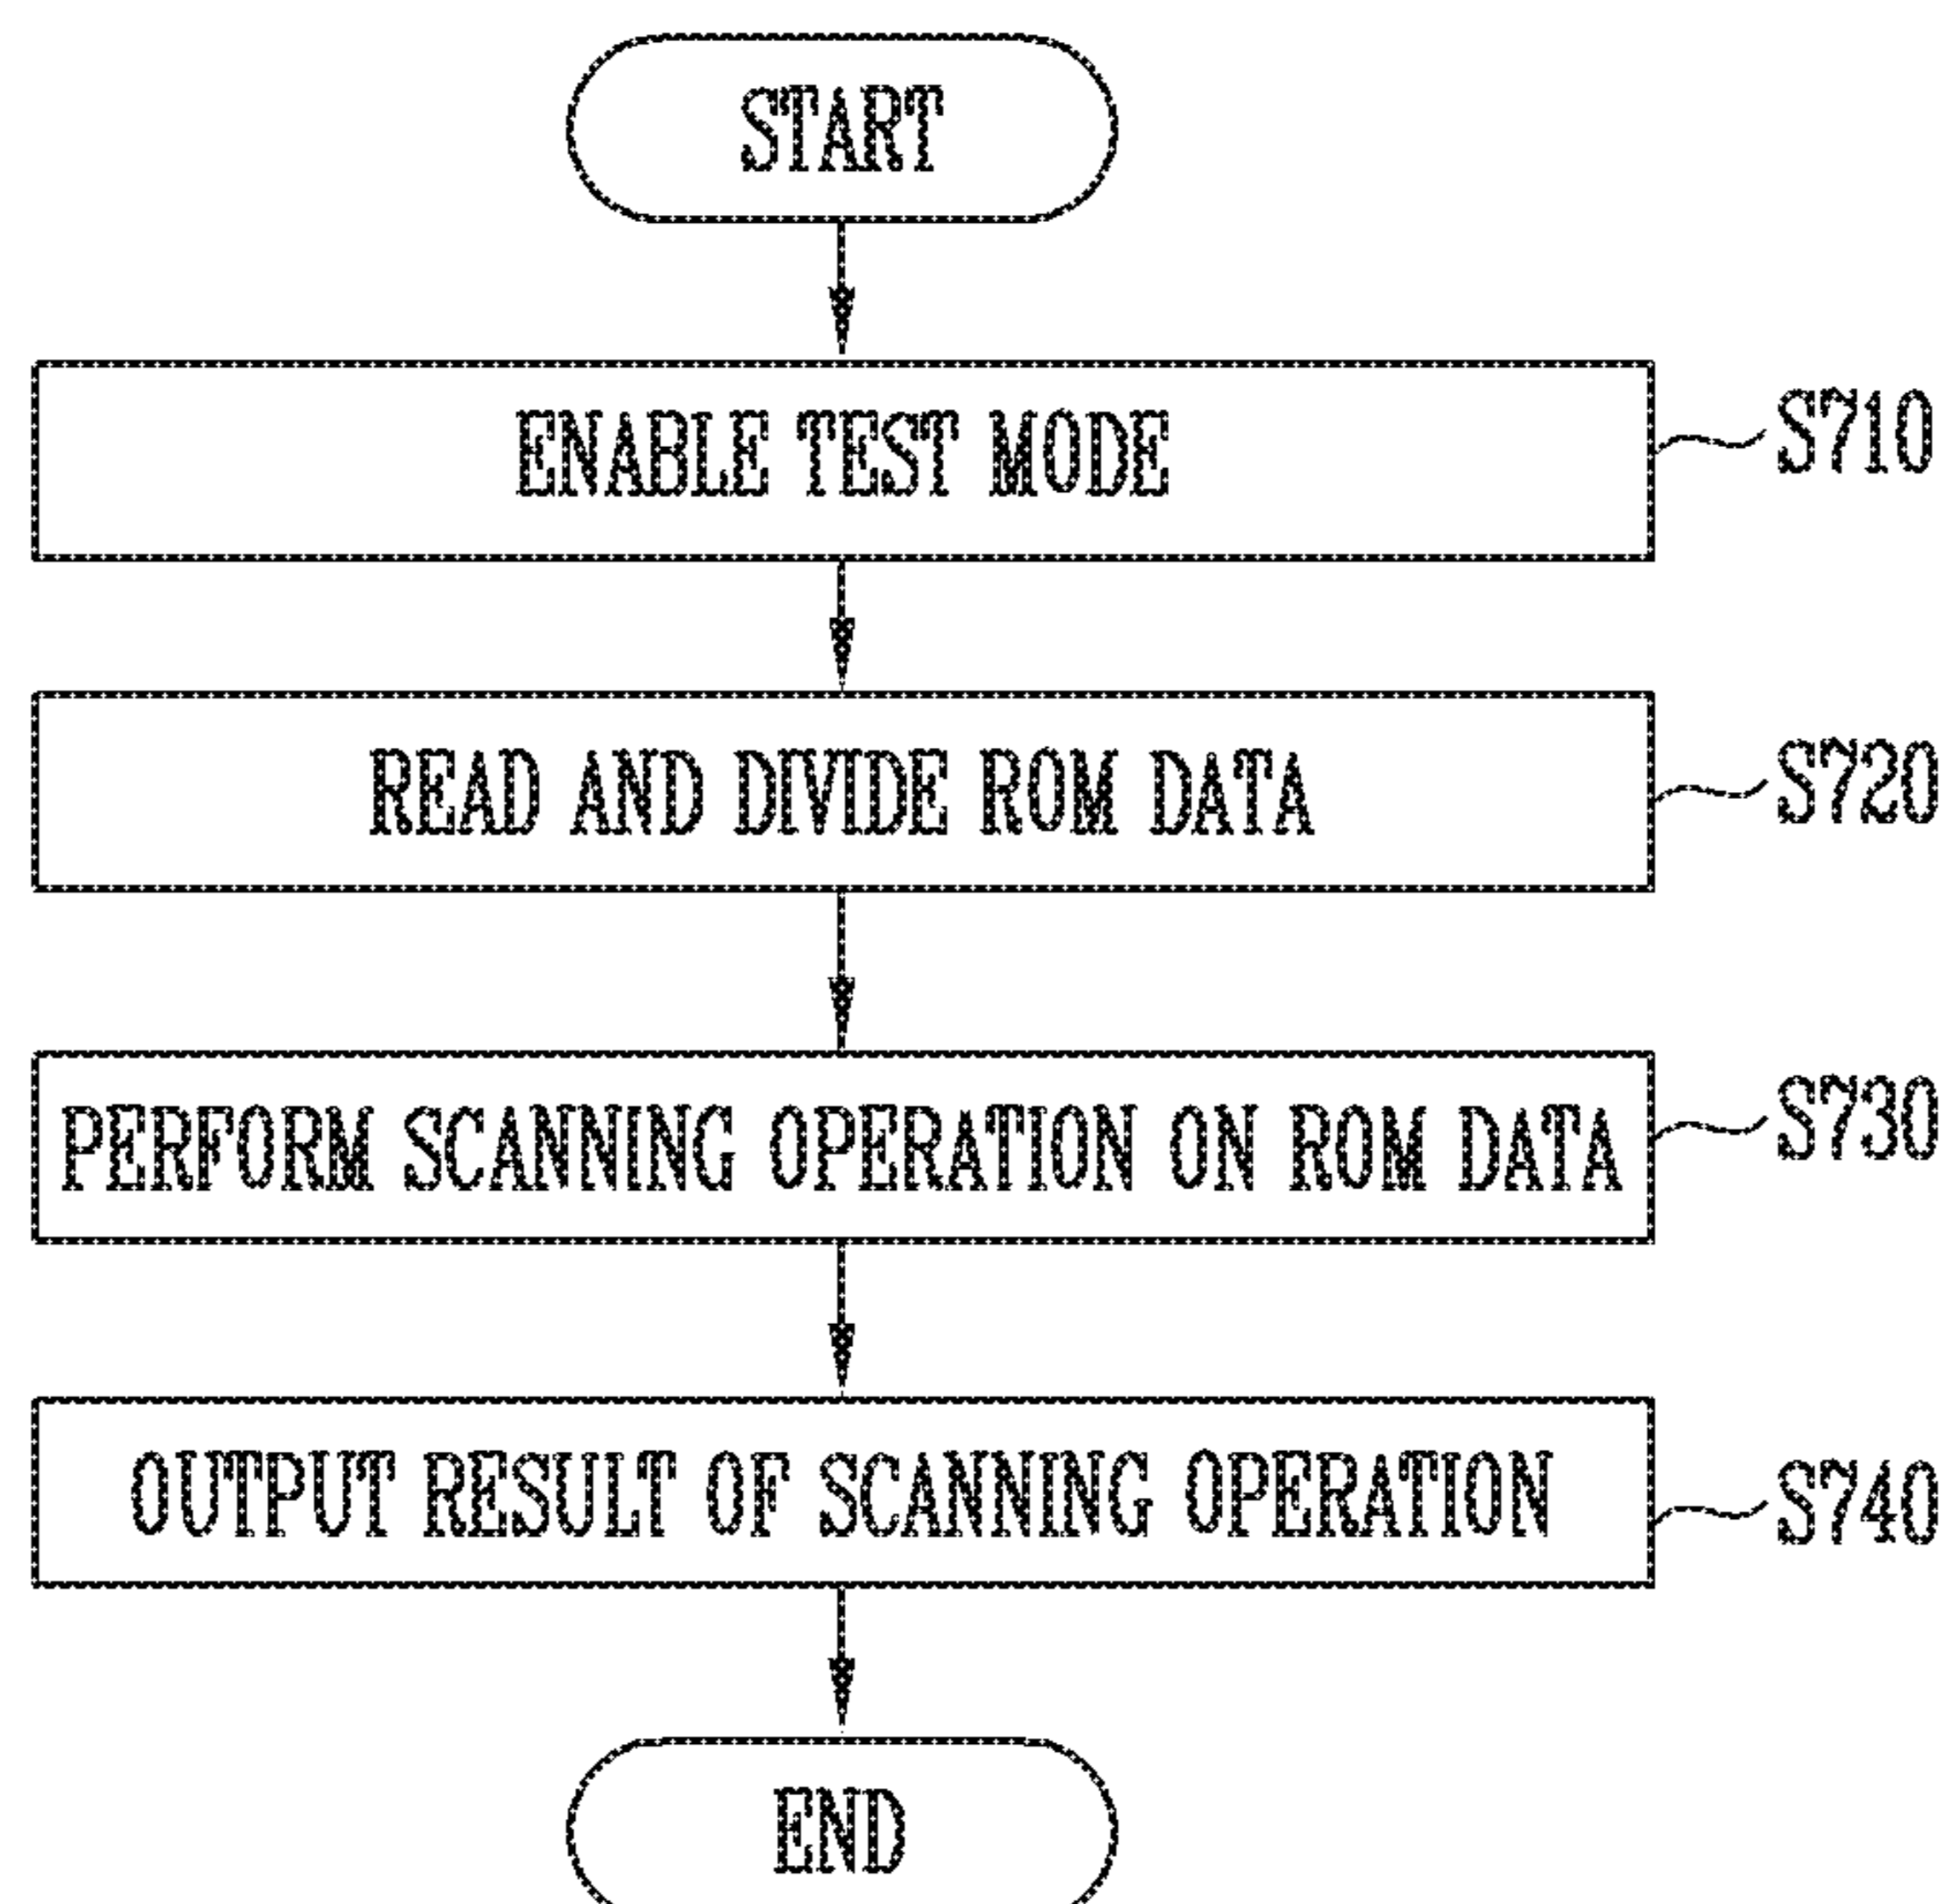 START
ENABLE TEST MODE
S710
READ AND DIVIDE ROM DATA
S720
PERFORM SCANNING OPERATION ON ROM DATA
S730
OUTPUT RESULT OF SCANNING OPERATION
S740
END